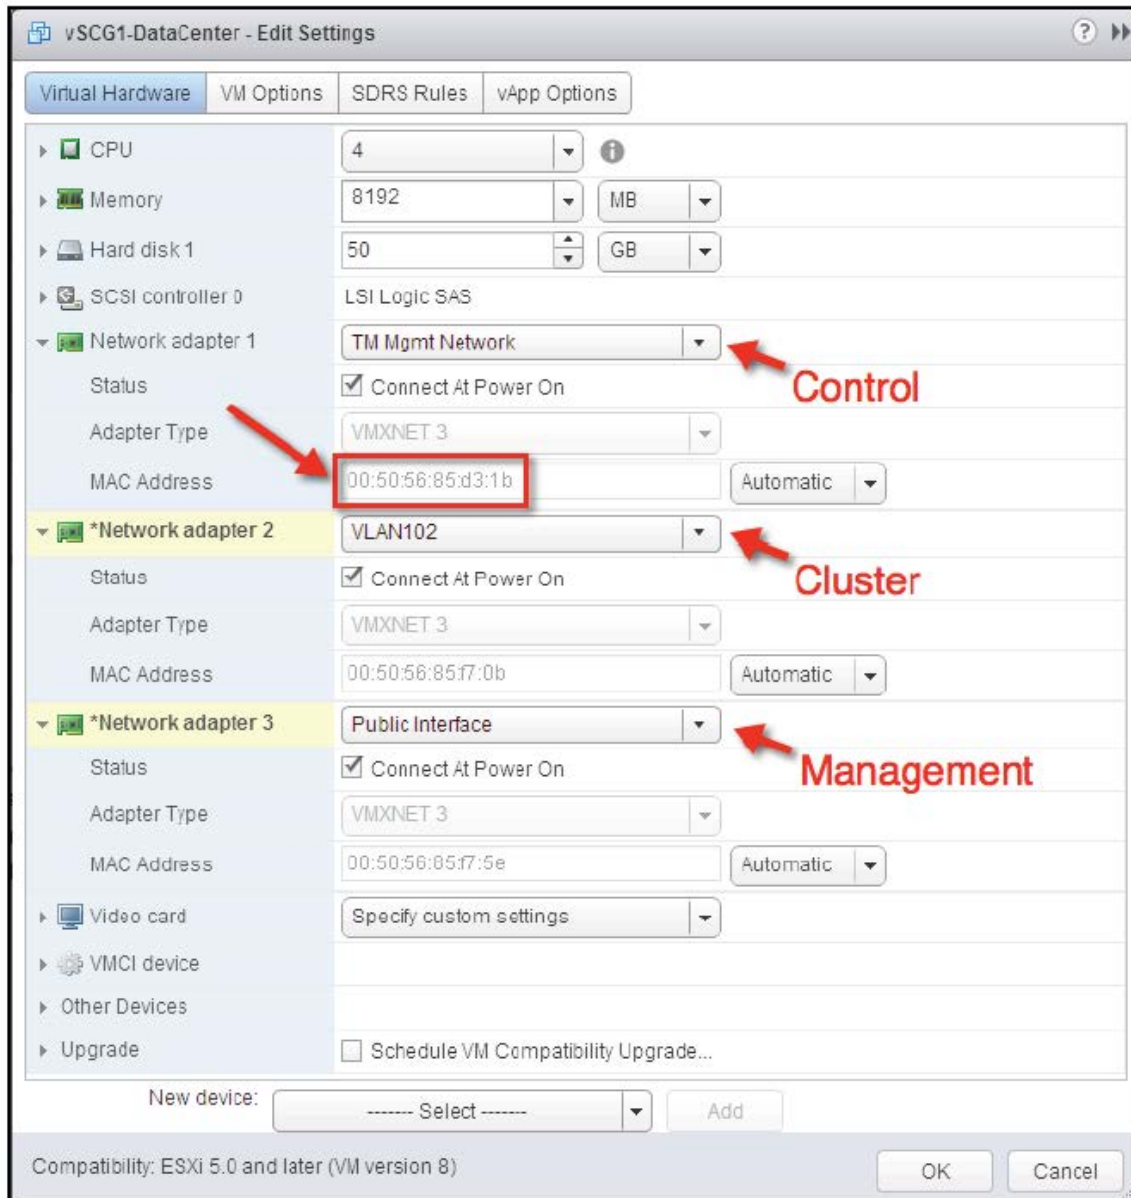 vSCG1-DataCenter - Edit Settings ?
Virtual Hardware VM Options SDRS Rules vApp Options
CPU 4 i
Memory 8192 MB
Hard disk 1 50 GB
SCSI controller 0 LSI Logic SAS
Network adapter 1 TM Mgmt Network
Control
Status Connect At Power On
Adapter Type VMXNET 3
MAC Address 00:50:56:85:d3:1b Automatic
*Network adapter 2 VLAN102
Cluster
Status Connect At Power On
Adapter Type VMXNET 3
MAC Address 00:50:56:85:f7:0b Automatic
*Network adapter 3 Public Interface
Management
Status Connect At Power On
Adapter Type VMXNET 3
MAC Address 00:50:56:85:f7:5e Automatic
Video card Specify custom settings
VMCI device
Other Devices
Upgrade Schedule VM Compatibility Upgrade...
New device: ------- Select ------- Add
Compatibility: ESXi 5.0 and later (VM version 8) OK Cancel